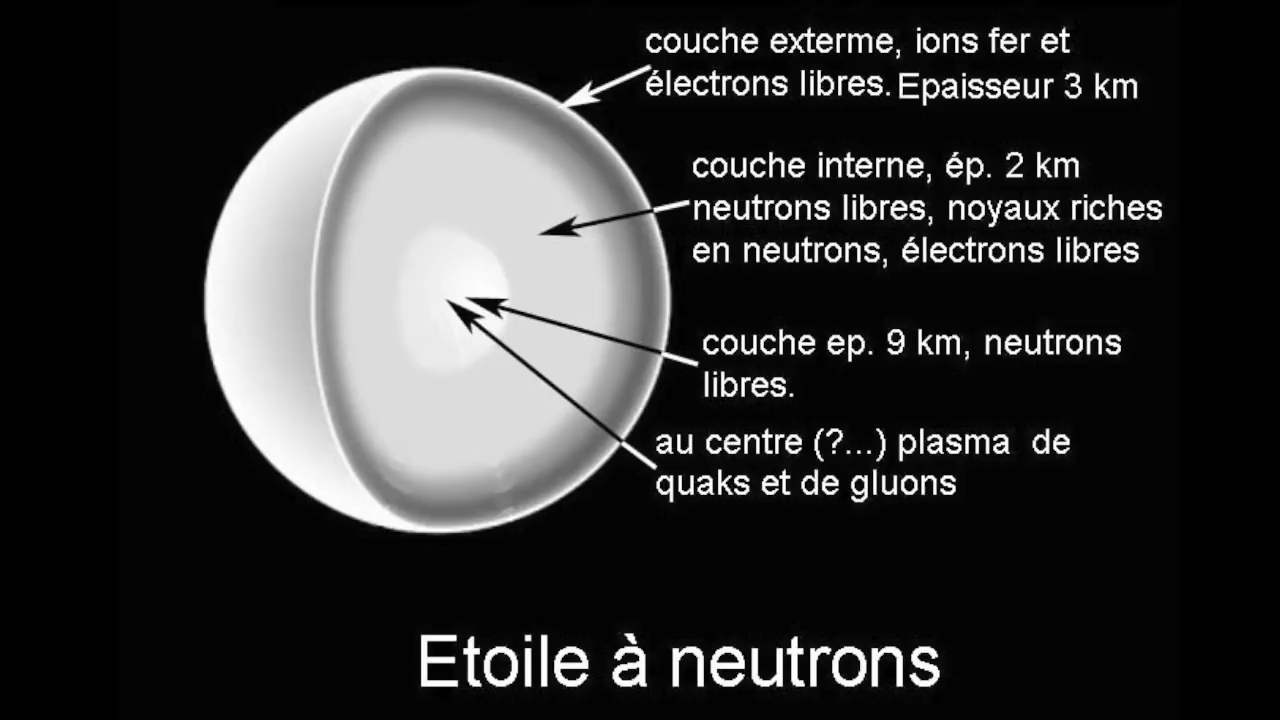 couche exterme, ions fer et
électrons libres. Epaisseur 3 km
couche interne, ép. 2 km
neutrons libres, noyaux riches
en neutrons, électrons libres
couche ep. 9 km, neutrons
libres.
au centre (?...) plasma de
quaks et de gluons
Etoile à neutrons